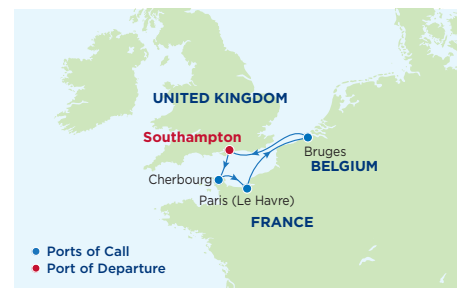 UNITED KINGDOM
Southampton
Bruges
BELGIUM
Cherbourg
Paris (Le Havre)
FRANCE
Ports of Call
Port of Departure